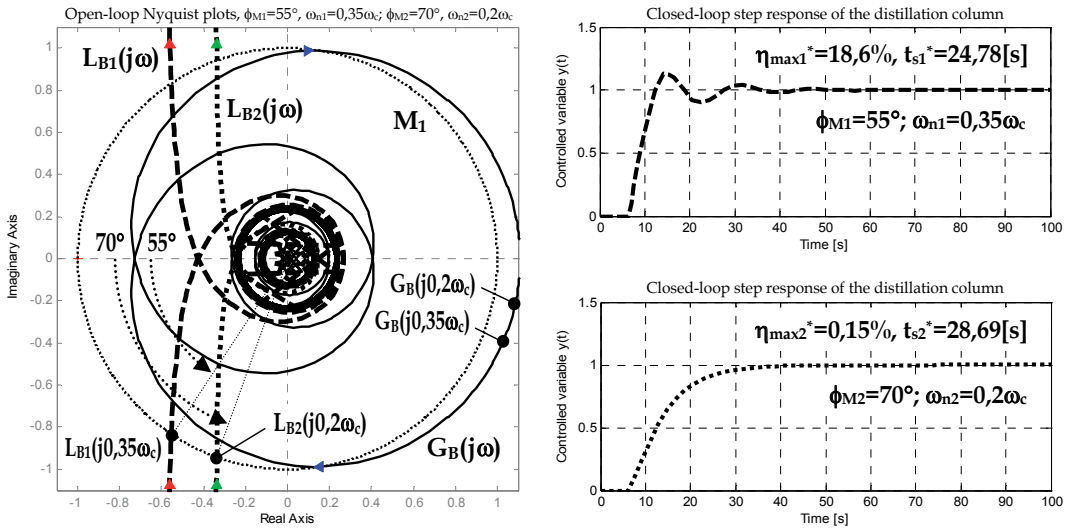 Open-loop Nyquist plots, ϕM1=55°, ωn1=0,35ωc; ϕM2=70°, ωn2=0,2ωc
1
0.8
0.6
0.4
0.2
0
-0.2
-0.4
-0.6
-0.8
-1
Imaginary Axis
-1
-0.8
-0.6
-0.4
-0.2
0
0.2
0.4
0.6
0.8
1
Real Axis
LB1(jω)
LB2(jω)
M1
70°
55°
GB(j0,2ωc)
GB(j0,35ωc)
LB1(j0,35ωc)
LB2(j0,2ωc)
GB(jω)
Closed-loop step response of the distillation column
1.5
1
0.5
0
Controlled variable y(t)
ηmax1*=18,6%, ts1*=24,78[s]
ϕM1=55°; ωn1=0,35ωc
0 10 20 30 40 50 60 70 80 90 100
Time [s]
Closed-loop step response of the distillation column
1.5
1
0.5
0
Controlled variable y(t)
ηmax2*=0,15%, ts2*=28,69[s]
ϕM2=70°; ωn2=0,2ωc
0 10 20 30 40 50 60 70 80 90 100
Time [s]